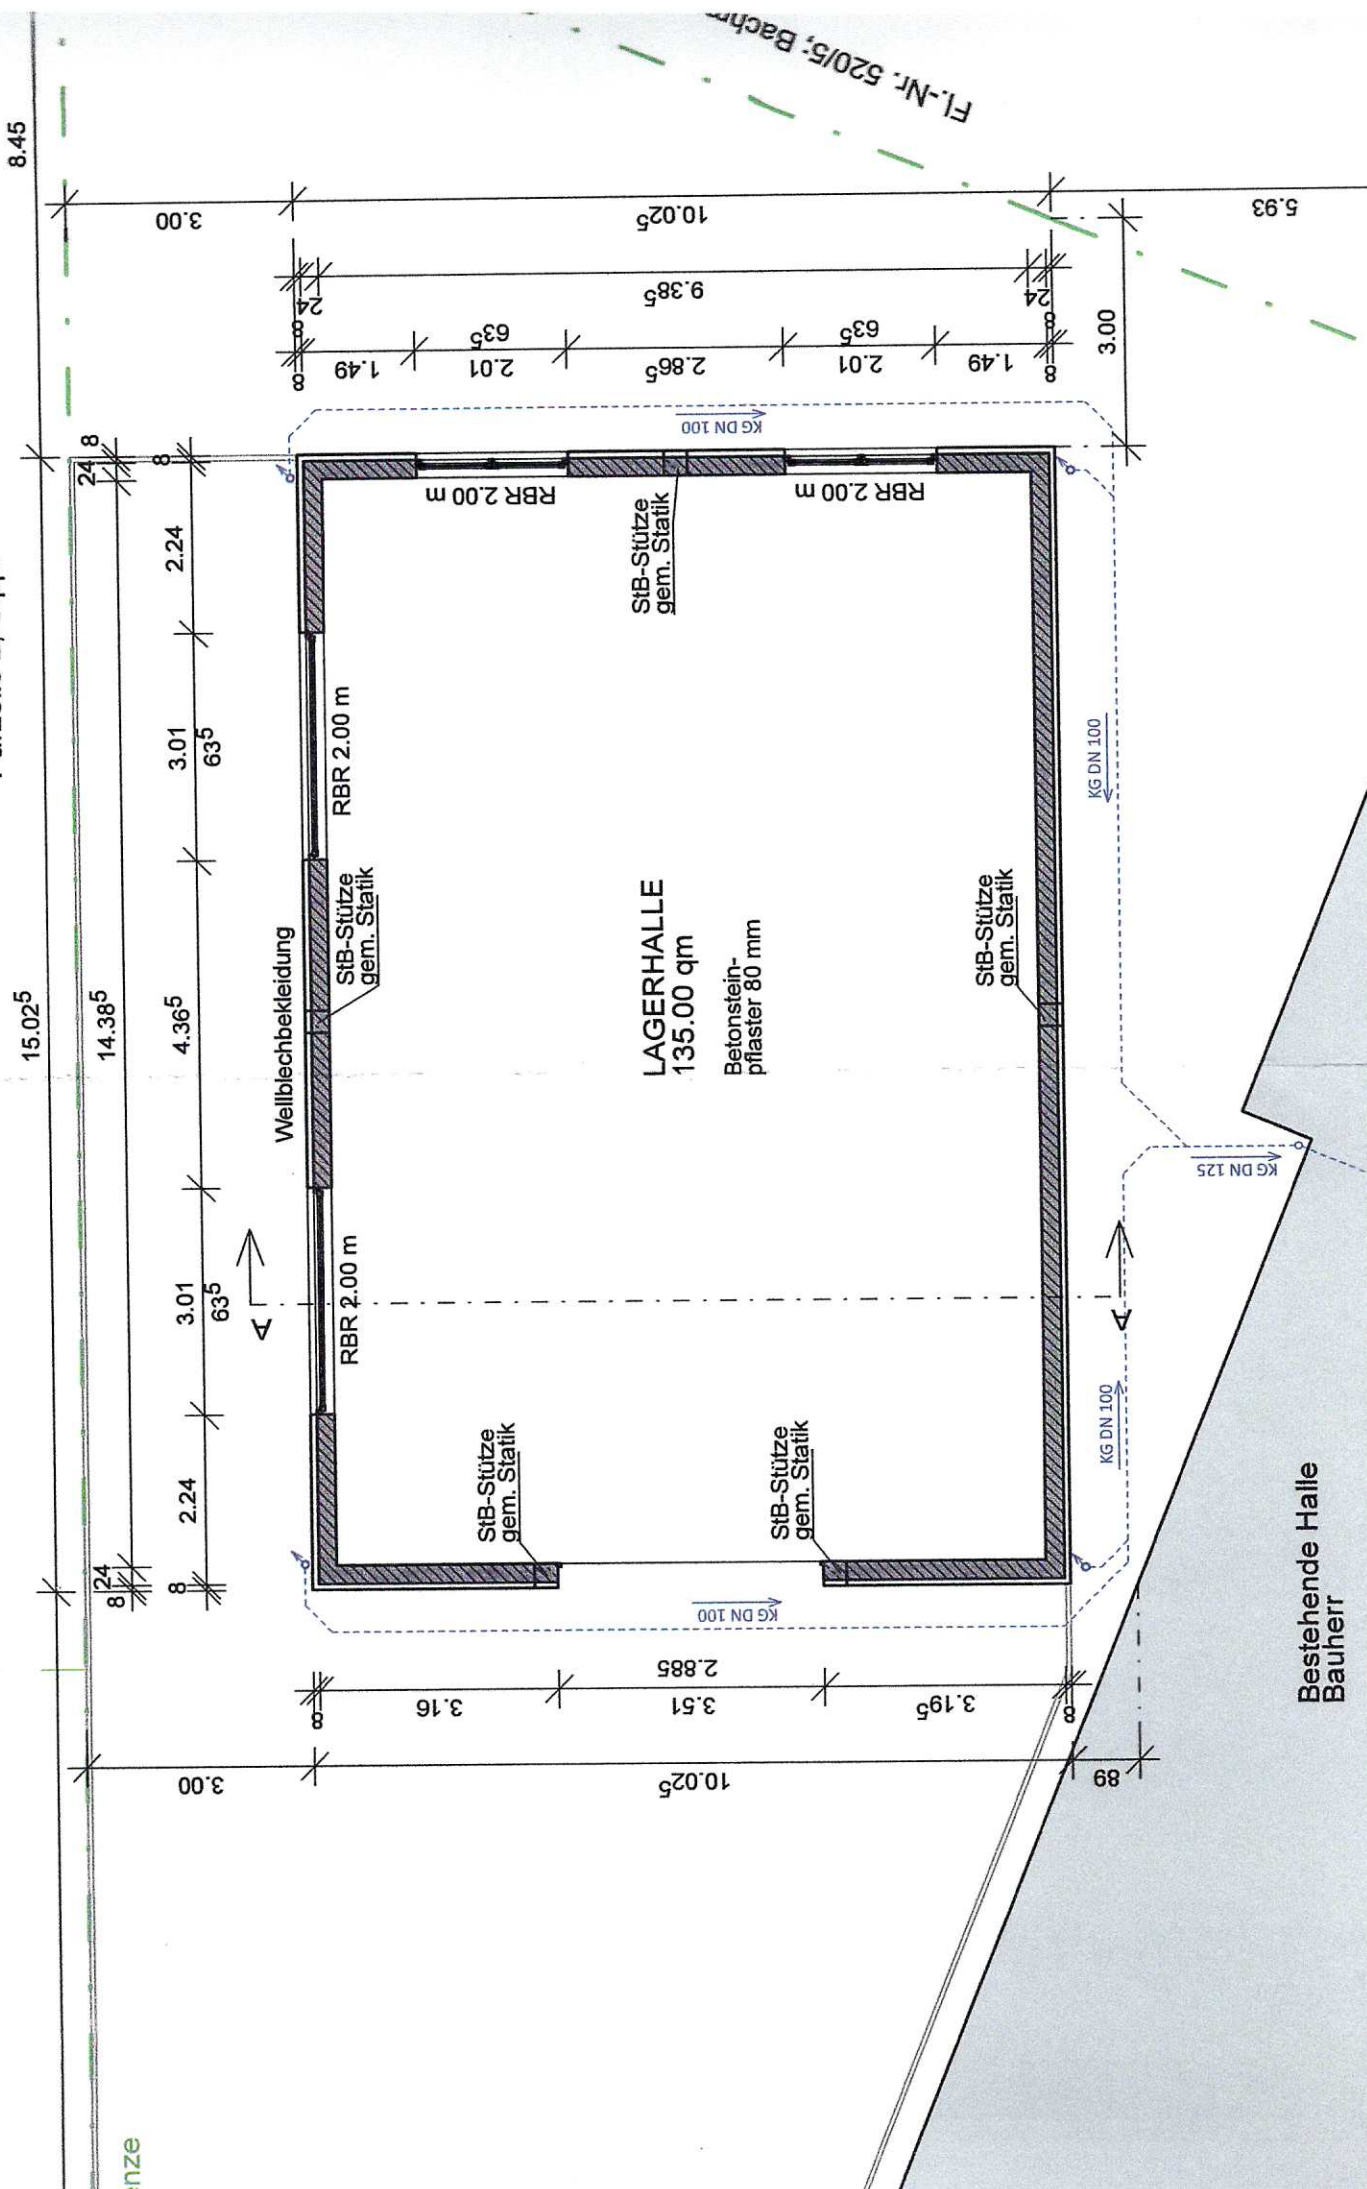 Fl.-Nr. 520/5; Bach
8.45
15.02⁵
14.38⁵
8
24
24
8
8
2.24
3.01
63⁵
4.36⁵
3.01
63⁵
2.24
8
3.00
10.02⁵
5.93
24
9.38⁵
24
8
8
8
8
1.49
2.01
63⁵
2.86⁵
2.01
63⁵
1.49
3.00
Wellblechbekleidung
RBR 2.00 m
RBR 2.00 m
RBR 2.00 m
RBR 2.00 m
StB-Stütze
gem. Statik
StB-Stütze
gem. Statik
StB-Stütze
gem. Statik
StB-Stütze
gem. Statik
StB-Stütze
gem. Statik
LAGERHALLE
135.00 qm
Betonstein-
pflaster 80 mm
KG DN 100
KG DN 100
KG DN 100
KG DN 100
KG DN 125
A
A
8
3.16
3.51
2.885
3.19⁵
8
3.00
10.02⁵
89
Bestehende Halle
Bauherr
enze